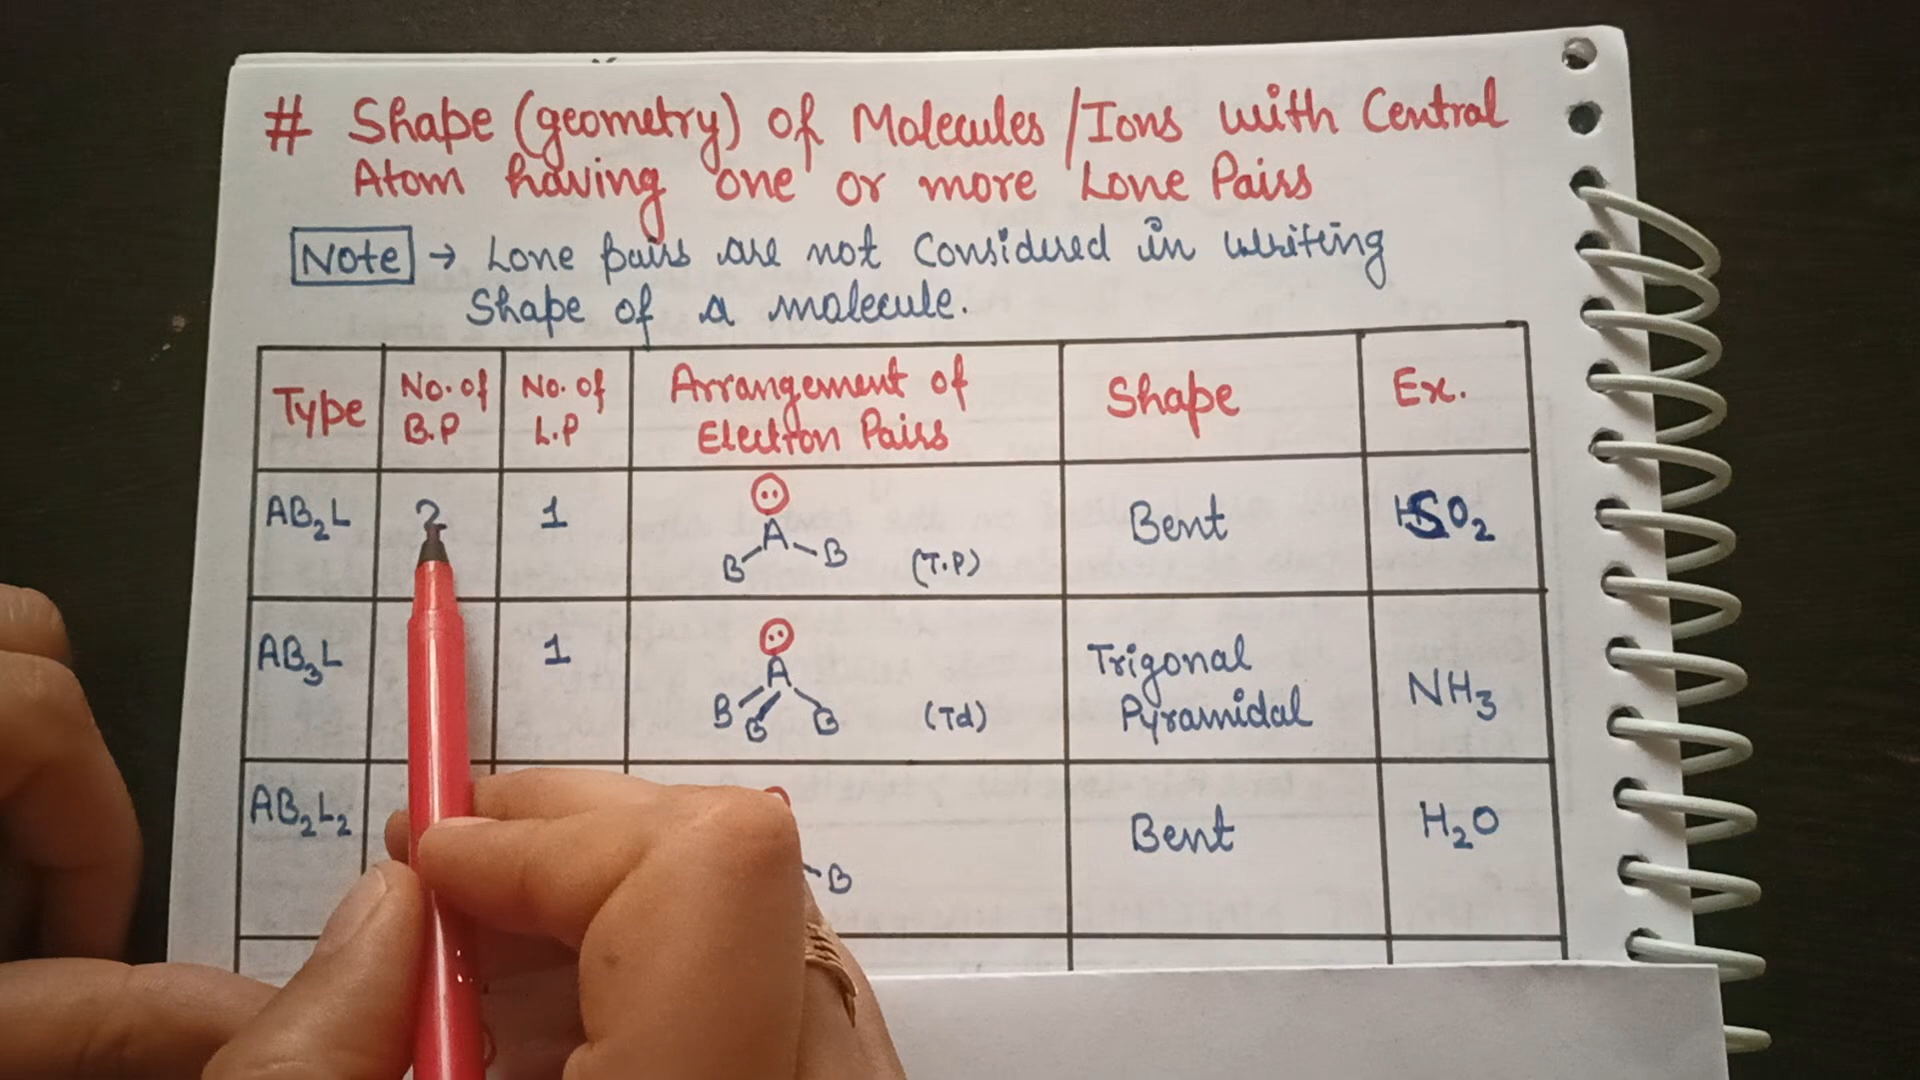 # Shape (geometry) of Molecules/Ions with Central
Atom having one or more Lone Pairs
Note → Lone pairs are not Considered in writing
Shape of a molecule.
Type No. of B.P No. of L.P Arrangement of Electron Pairs Shape Ex.
AB₂L 2 1 A B B (T.P) Bent SO₂
AB₃L 1 A B B B (Td) Trigonal Pyramidal NH₃
AB₂L₂ B Bent H₂O